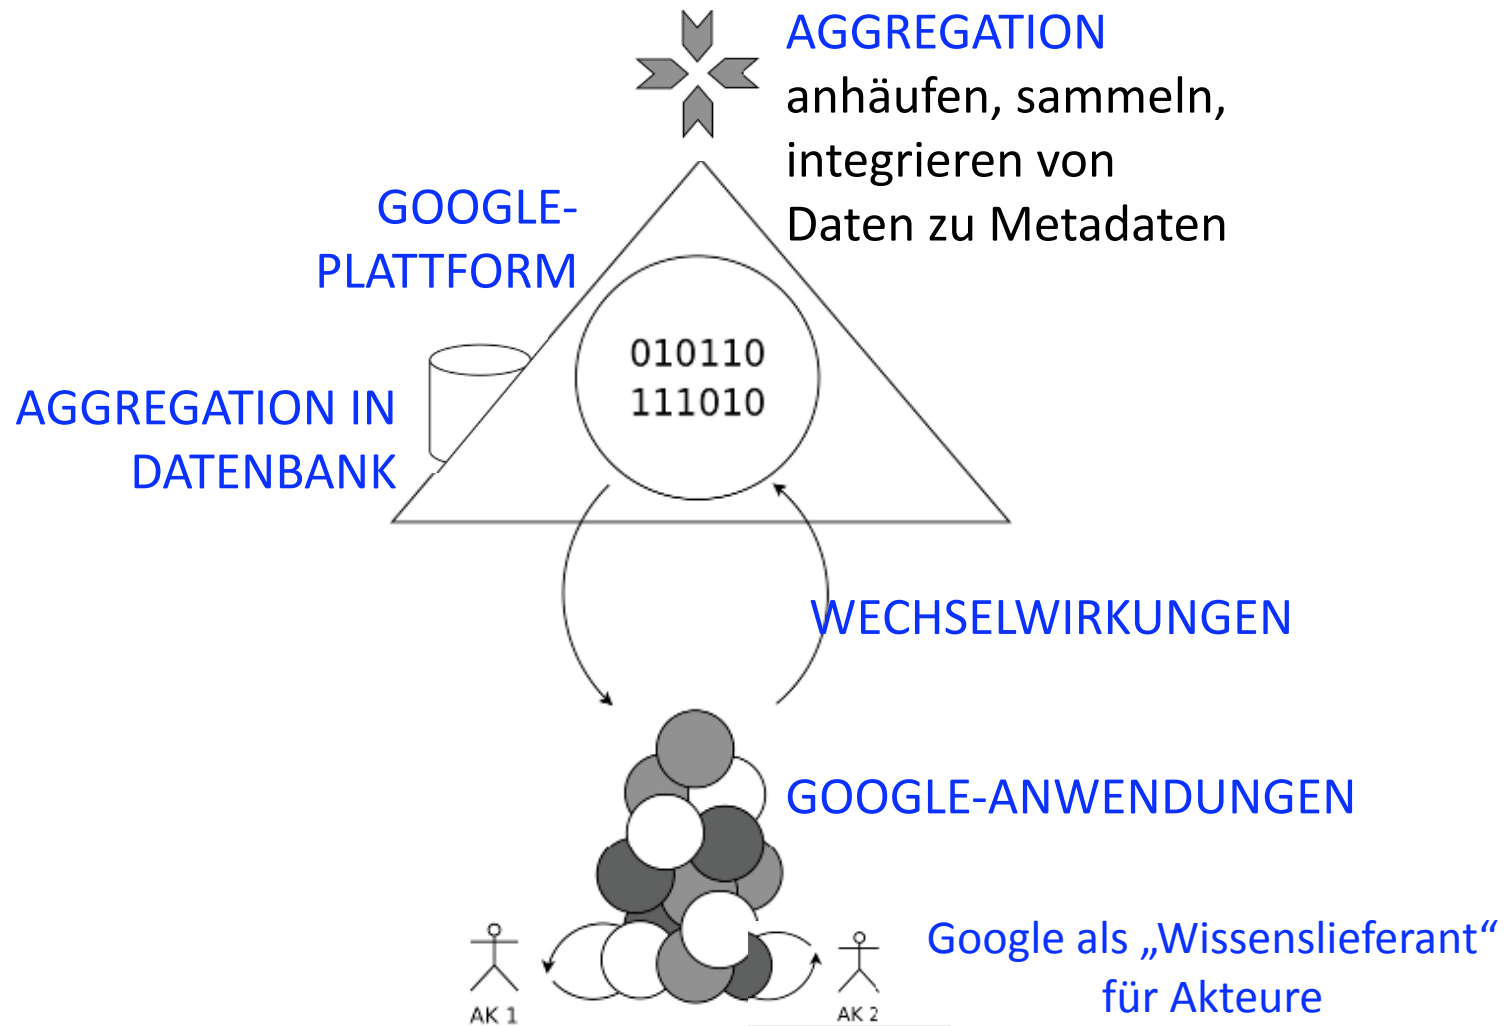 AGGREGATION
anhäufen, sammeln,
integrieren von
Daten zu Metadaten
GOOGLE-
PLATTFORM
010110
111010
AGGREGATION IN
DATENBANK
WECHSELWIRKUNGEN
GOOGLE-ANWENDUNGEN
AK 1
AK 2
Google als „Wissenslieferant“
für Akteure